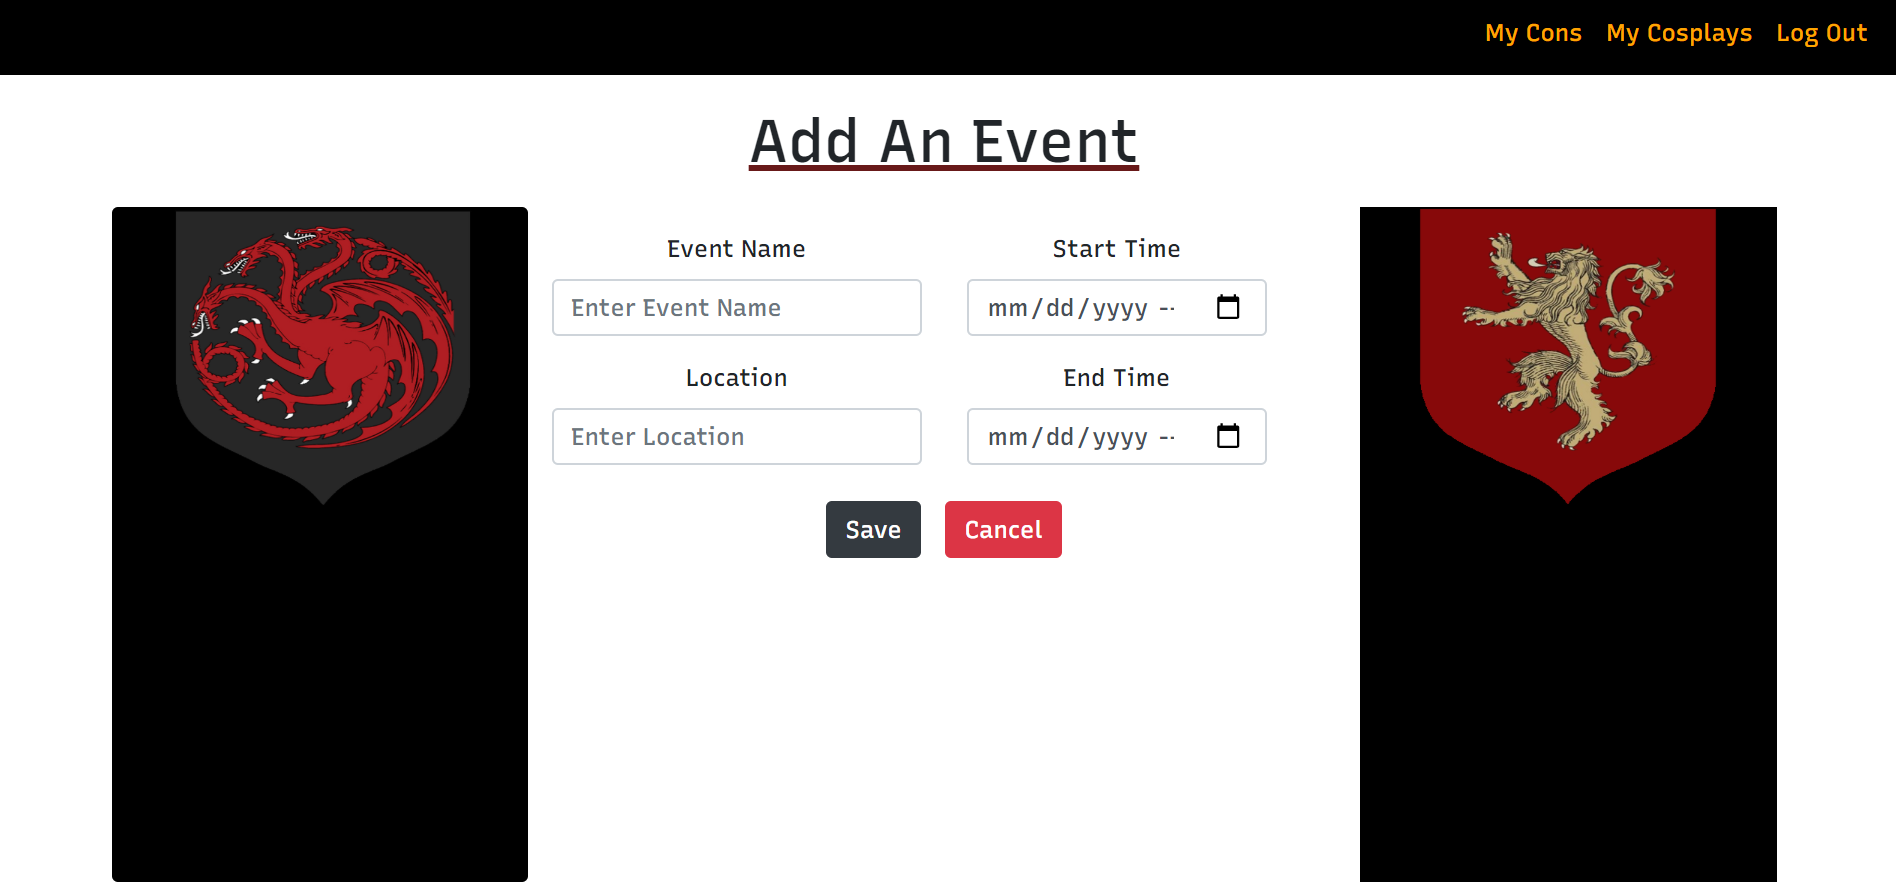 My Cons My Cosplays Log Out
Add An Event
Event Name Start Time
Enter Event Name mm/dd/yyyy --
Location End Time
Enter Location mm/dd/yyyy --
Save Cancel